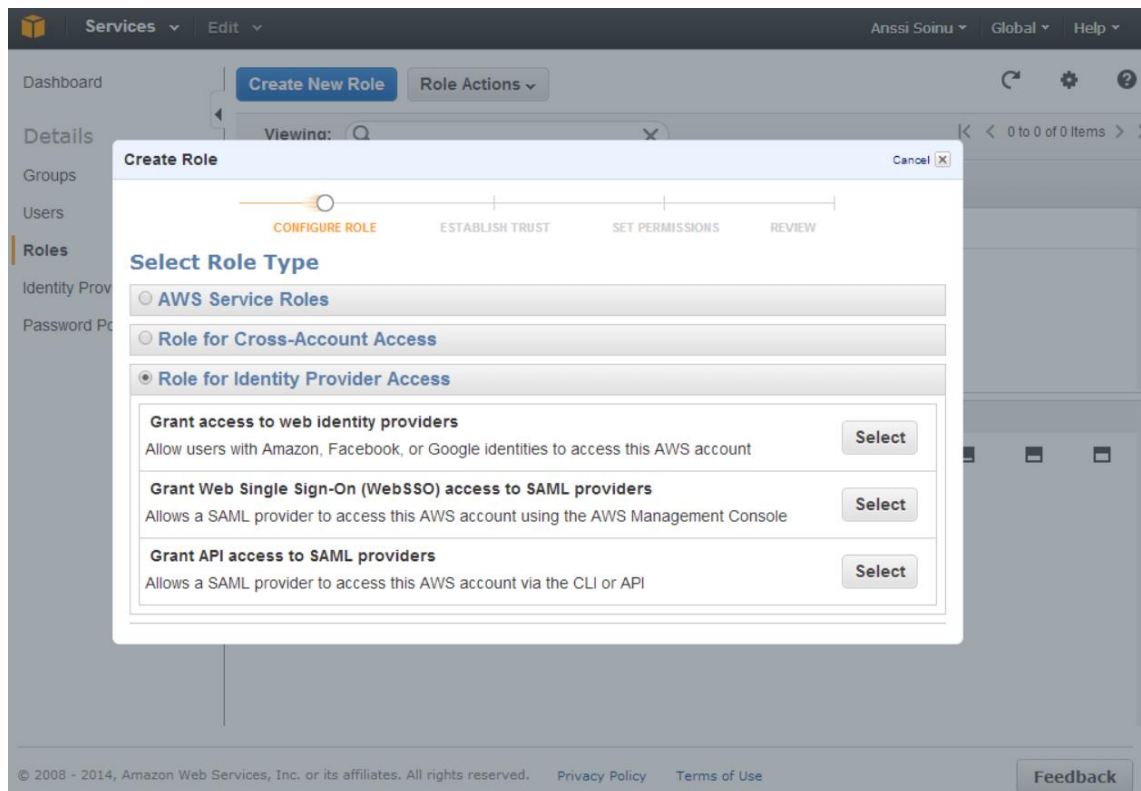 Services Edit Anssi Soinu Global Help
Dashboard
Create New Role Role Actions
Details
Viewing:
0 to 0 of 0 Items
Groups
Users
Roles
Identity Prov
Password Po
Create Role
Cancel
CONFIGURE ROLE ESTABLISH TRUST SET PERMISSIONS REVIEW
Select Role Type
AWS Service Roles
Role for Cross-Account Access
Role for Identity Provider Access
Grant access to web identity providers
Allow users with Amazon, Facebook, or Google identities to access this AWS account
Select
Grant Web Single Sign-On (WebSSO) access to SAML providers
Allows a SAML provider to access this AWS account using the AWS Management Console
Select
Grant API access to SAML providers
Allows a SAML provider to access this AWS account via the CLI or API
Select
© 2008 - 2014, Amazon Web Services, Inc. or its affiliates. All rights reserved. Privacy Policy Terms of Use
Feedback